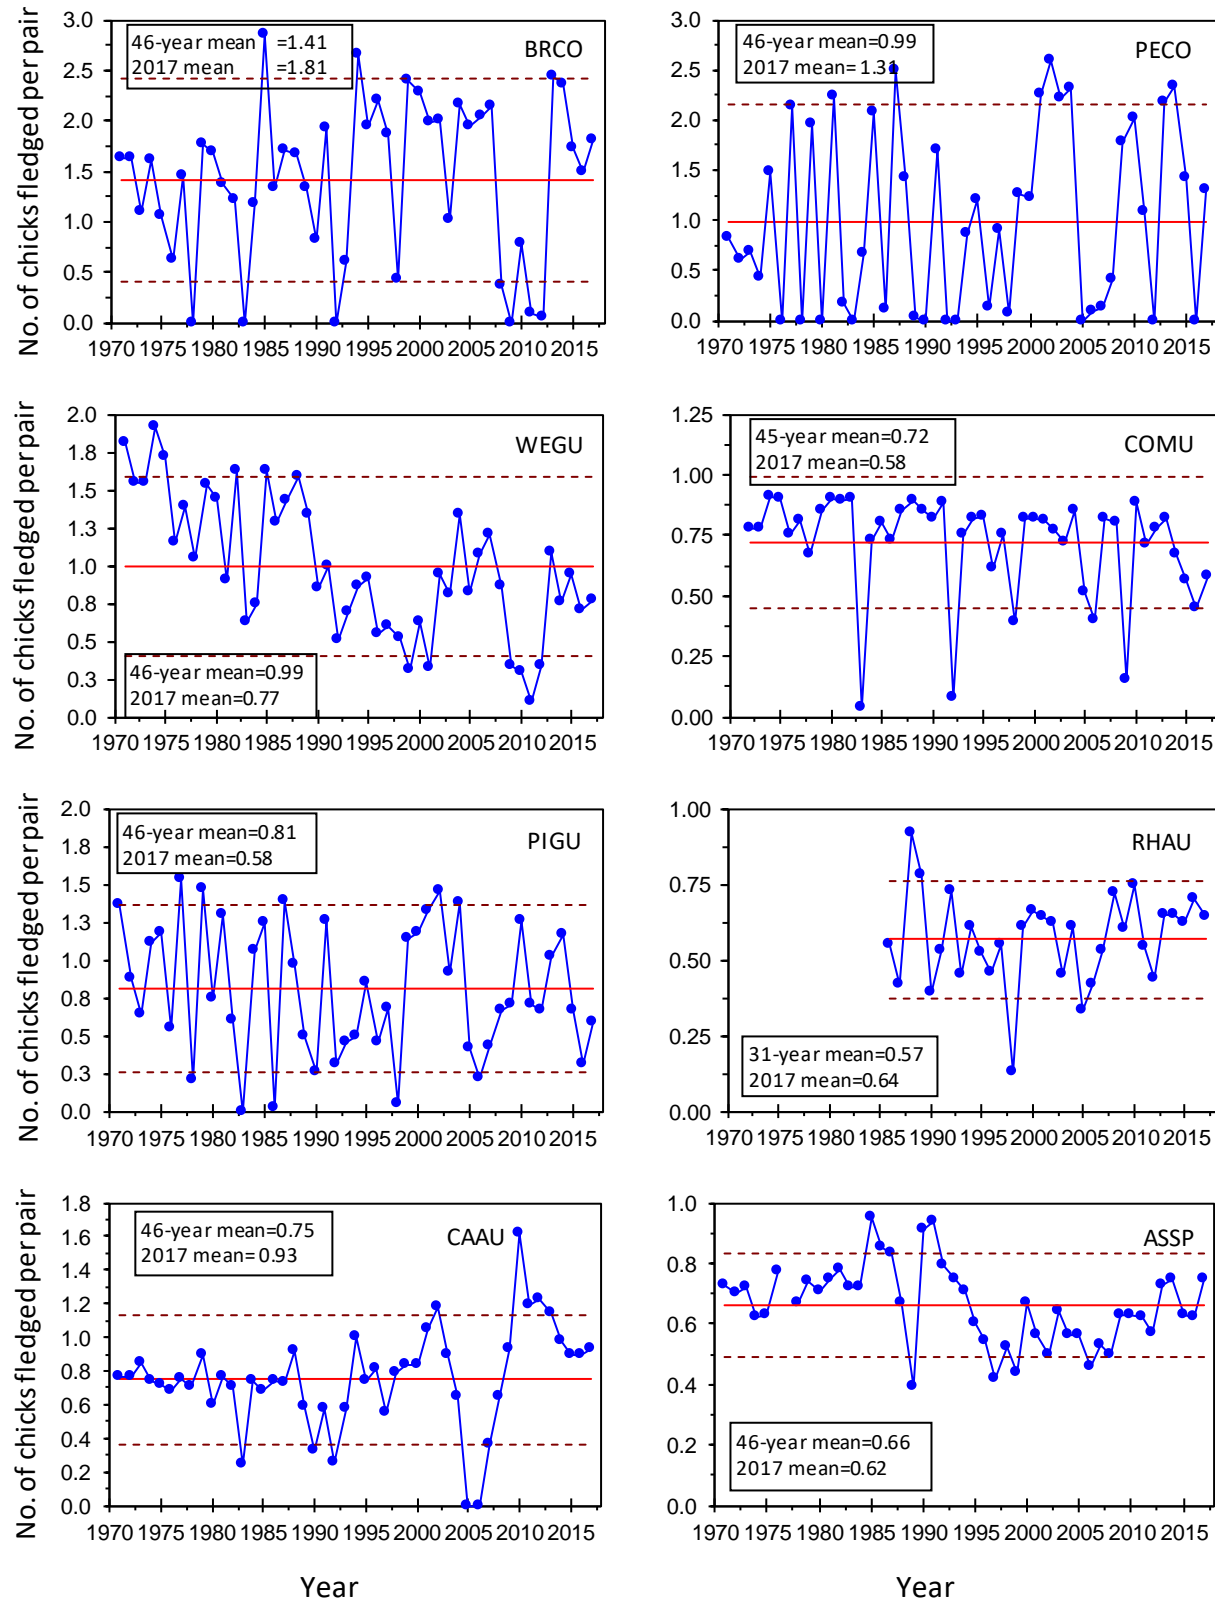 No. of chicks fledged per pair
3.0
2.5
2.0
1.5
1.0
0.5
0.0
46-year mean =1.41
2017 mean =1.81
BRCO
1970 1975 1980 1985 1990 1995 2000 2005 2010 2015
3.0
2.5
2.0
1.5
1.0
0.5
0.0
46-year mean=0.99
2017 mean= 1.31
PECO
1970 1975 1980 1985 1990 1995 2000 2005 2010 2015
No. of chicks fledged per pair
2.0
1.8
1.5
1.3
1.0
0.8
0.5
0.3
0.0
WEGU
46-year mean=0.99
2017 mean=0.77
1970 1975 1980 1985 1990 1995 2000 2005 2010 2015
1.25
1.00
0.75
0.50
0.25
0.00
45-year mean=0.72
2017 mean=0.58
COMU
1970 1975 1980 1985 1990 1995 2000 2005 2010 2015
No. of chicks fledged per pair
2.0
1.8
1.5
1.3
1.0
0.8
0.5
0.3
0.0
46-year mean=0.81
2017 mean=0.58
PIGU
1970 1975 1980 1985 1990 1995 2000 2005 2010 2015
1.00
0.75
0.50
0.25
0.00
RHAU
31-year mean=0.57
2017 mean=0.64
1970 1975 1980 1985 1990 1995 2000 2005 2010 2015
No. of chicks fledged per pair
1.8
1.6
1.4
1.2
1.0
0.8
0.6
0.4
0.2
0.0
46-year mean=0.75
2017 mean= 0.93
CAAU
1970 1975 1980 1985 1990 1995 2000 2005 2010 2015
Year
1.0
0.8
0.6
0.4
0.2
0.0
ASSP
46-year mean=0.66
2017 mean=0.62
1970 1975 1980 1985 1990 1995 2000 2005 2010 2015
Year